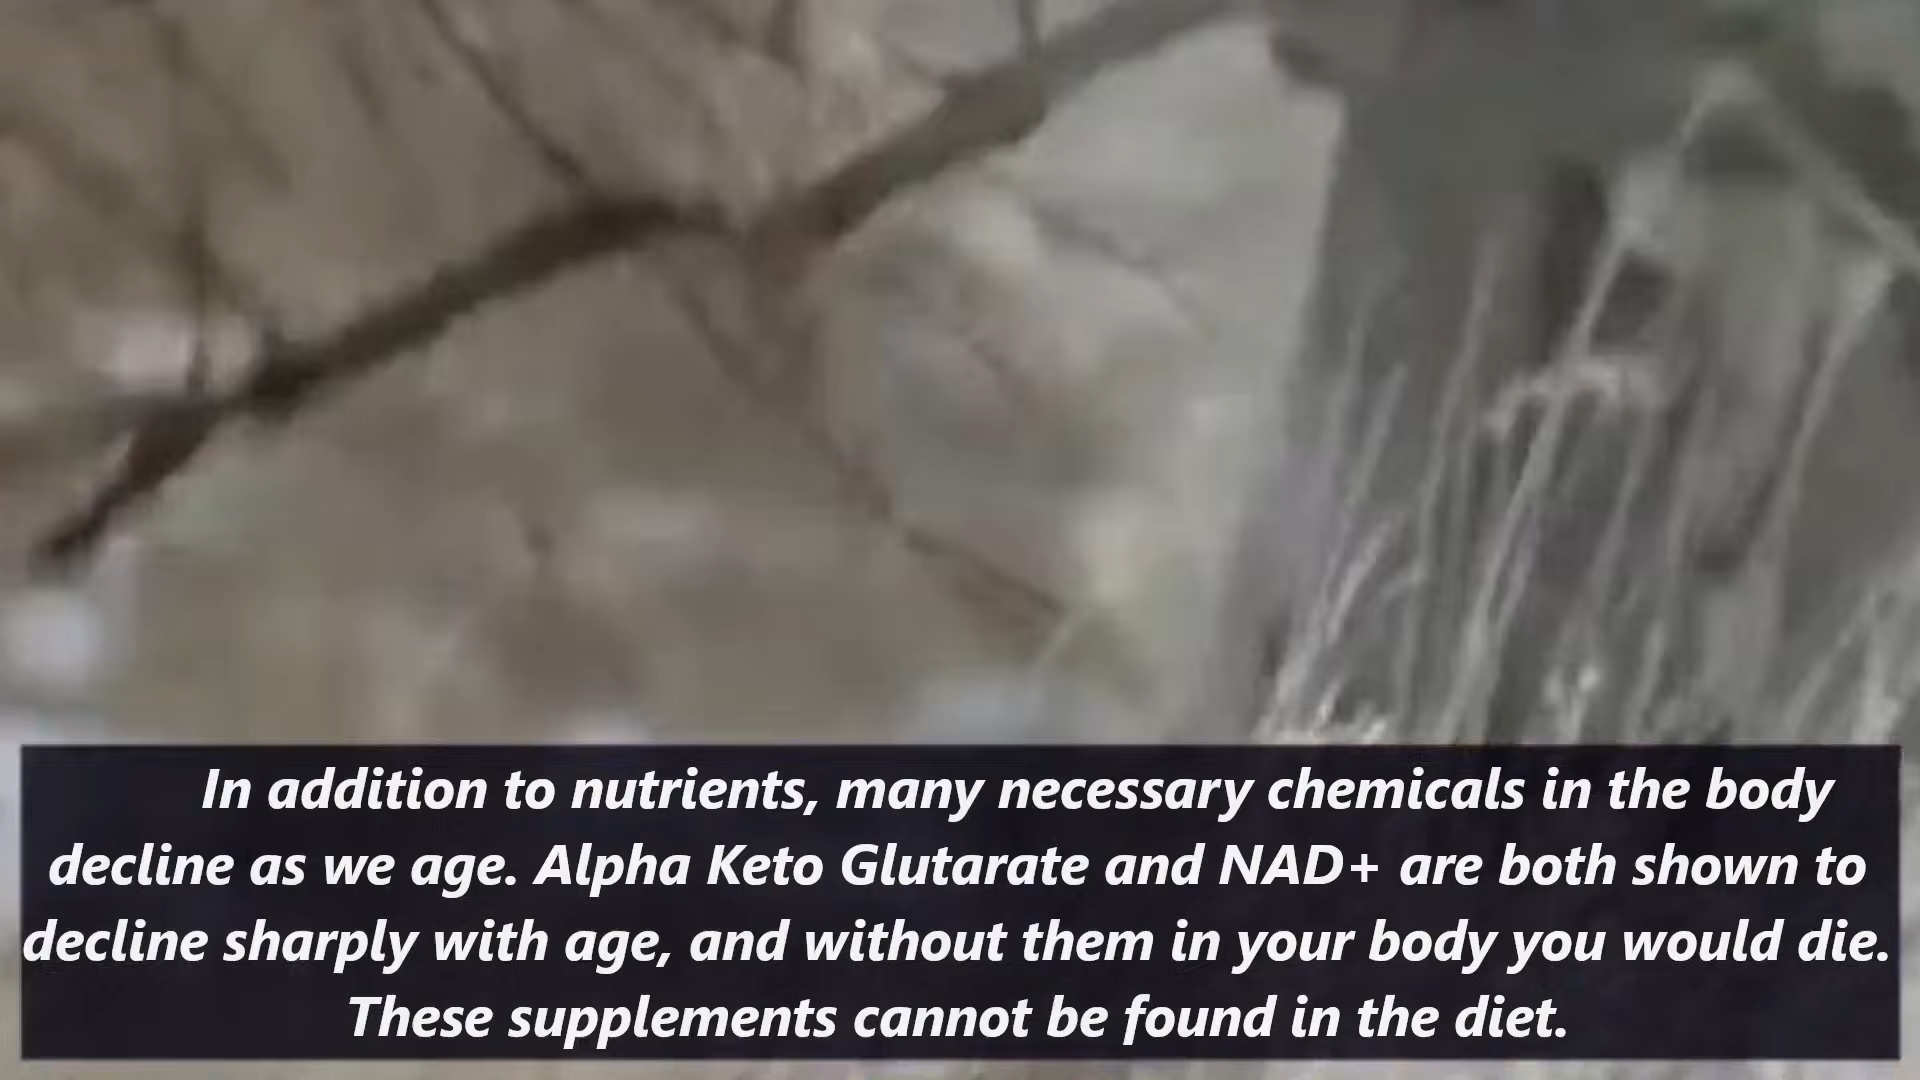 In addition to nutrients, many necessary chemicals in the body
decline as we age. Alpha Keto Glutarate and NAD+ are both shown to
decline sharply with age, and without them in your body you would die.
These supplements cannot be found in the diet.